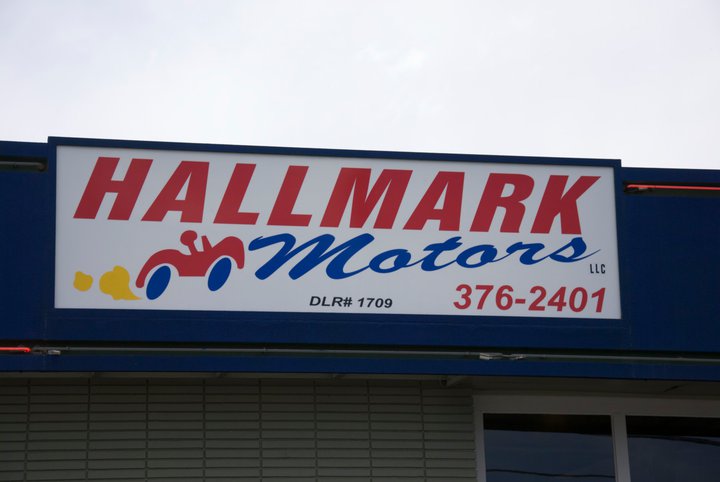 HALLMARK
Motors LLC
DLR# 1709 376-2401